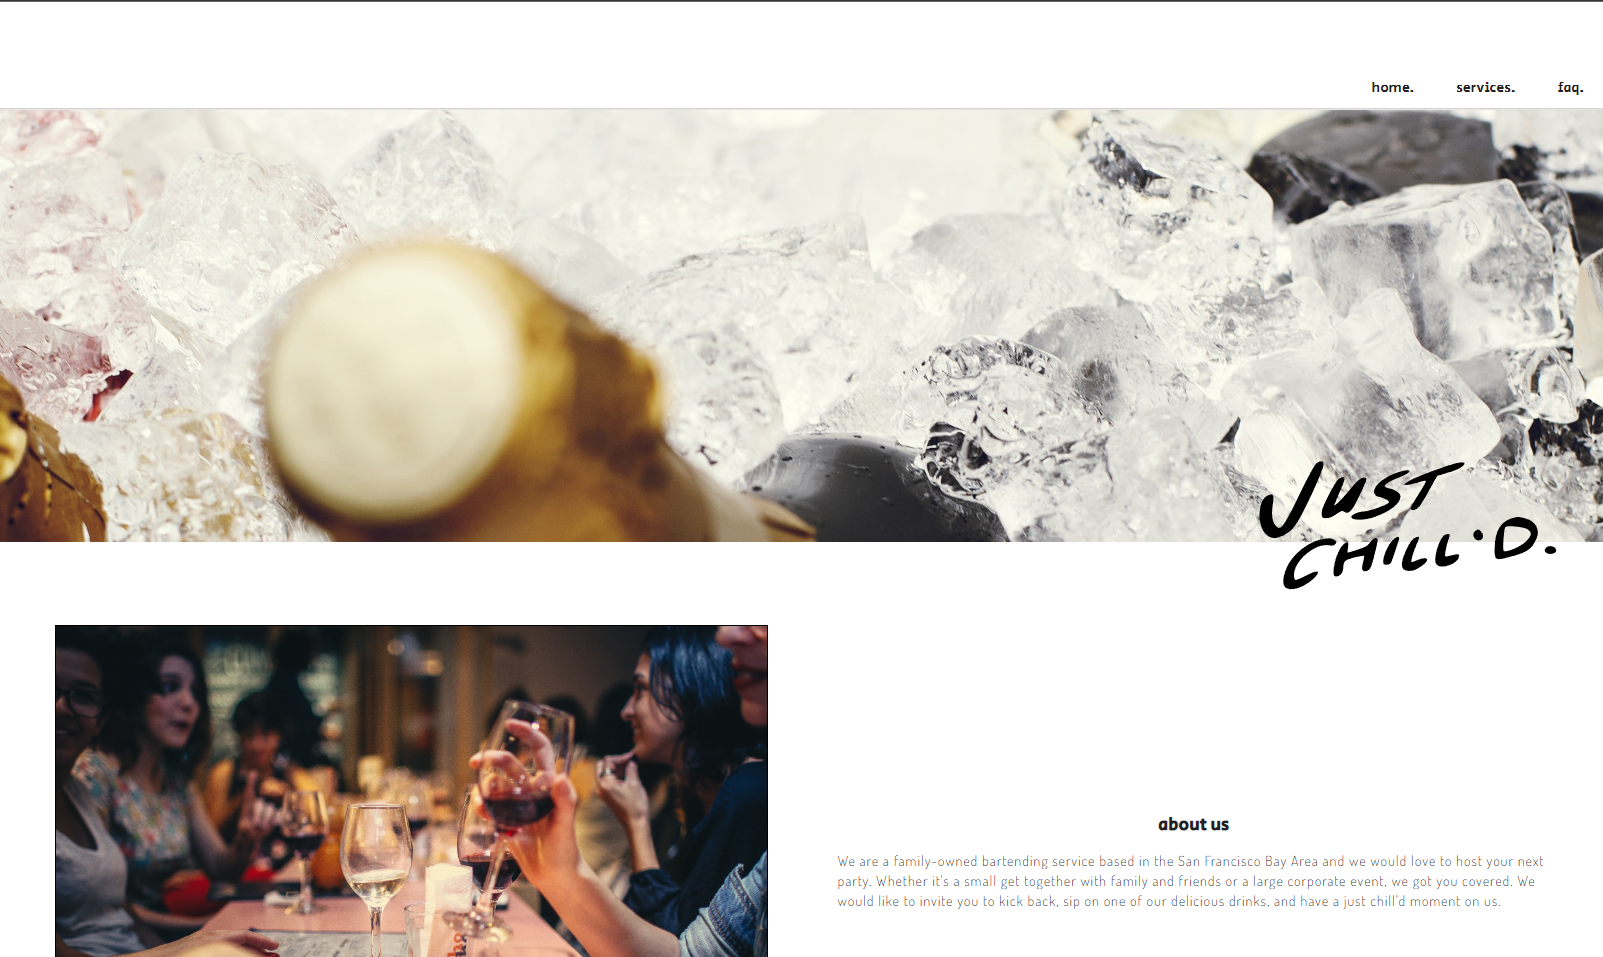 home. services. faq.
JUST
CHILL'D.
about us
We are a family-owned bartending service based in the San Francisco Bay Area and we would love to host your next
party. Whether it's a small get together with family and friends or a large corporate event, we got you covered. We
would like to invite you to kick back, sip on one of our delicious drinks, and have a just chill'd moment on us.